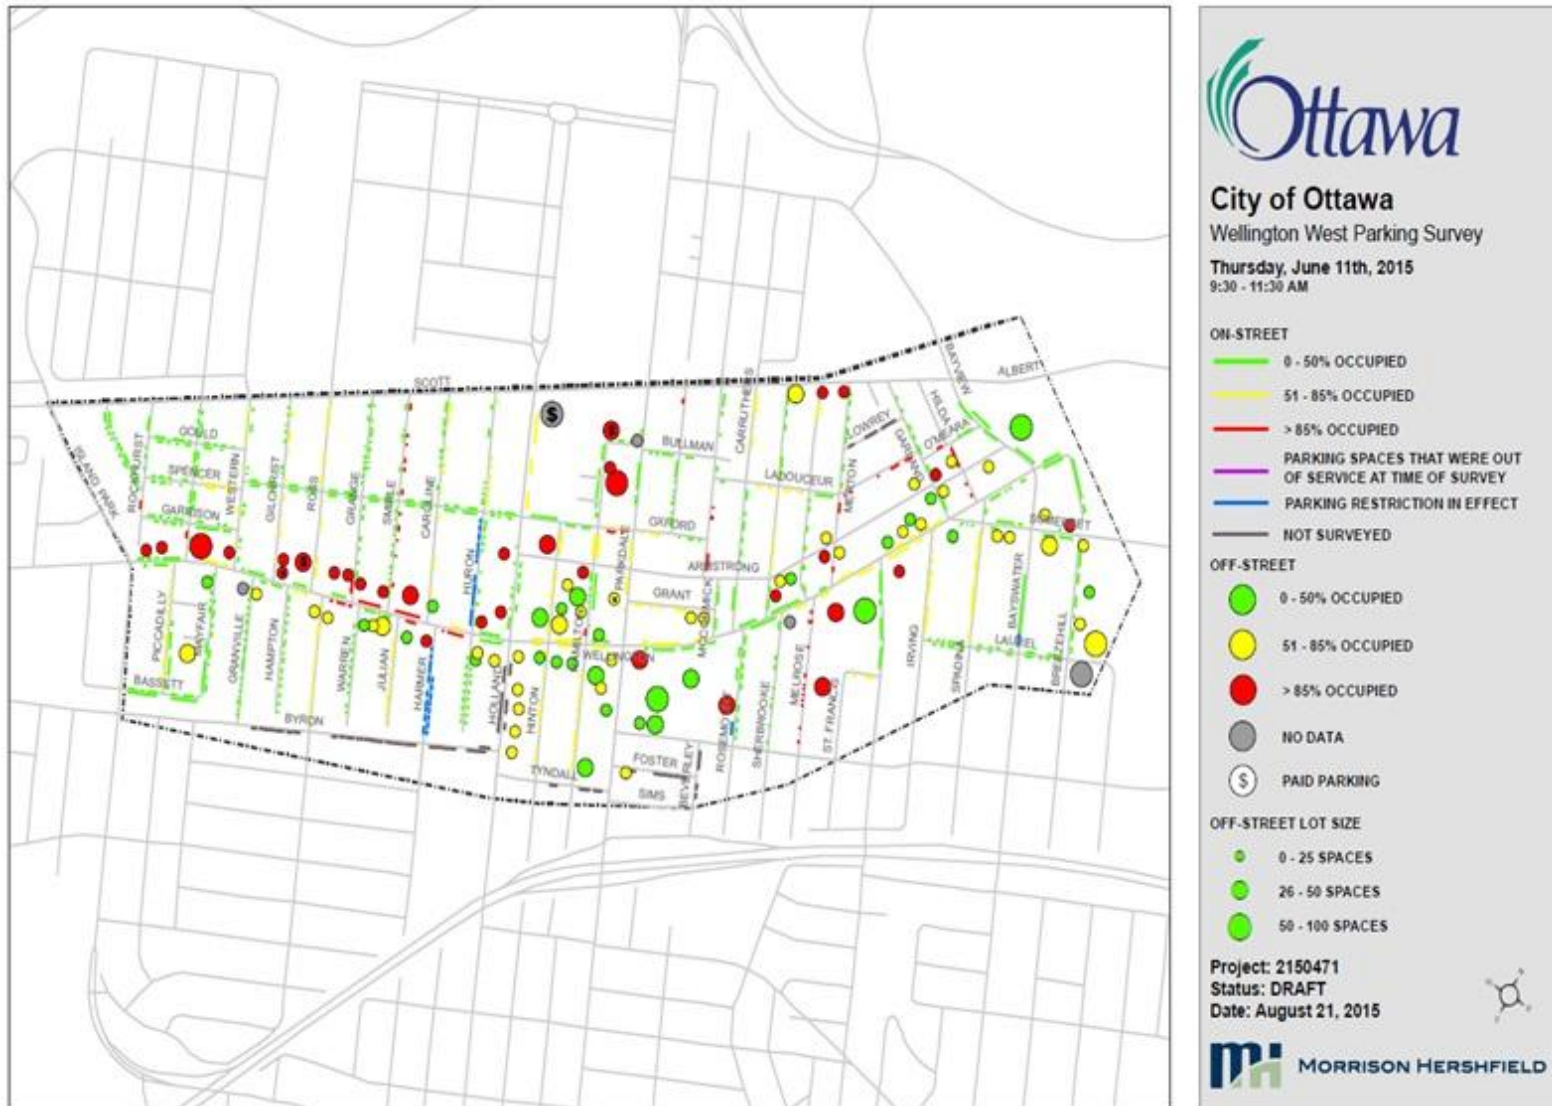 Ottawa
City of Ottawa
Wellington West Parking Survey
Thursday, June 11th, 2015
9:30 - 11:30 AM
ON-STREET
0 - 50% OCCUPIED
51 - 85% OCCUPIED
> 85% OCCUPIED
PARKING SPACES THAT WERE OUT
OF SERVICE AT TIME OF SURVEY
PARKING RESTRICTION IN EFFECT
NOT SURVEYED
OFF-STREET
0 - 50% OCCUPIED
51 - 85% OCCUPIED
> 85% OCCUPIED
NO DATA
$ PAID PARKING
OFF-STREET LOT SIZE
0 - 25 SPACES
26 - 50 SPACES
50 - 100 SPACES
Project: 2150471
Status: DRAFT
Date: August 21, 2015
MORRISON HERSHFIELD
SCOTT
ALBERT
BAYVIEW
HILDA
O'MEARA
LOWREY
GARLAND
CARRUTHERS
BULLMAN
LADOUCEUR
MERTON
GOULD
SPENCER
GARRISON
ISLAND PARK
ROCKHURST
WESTERN
GILCHRIST
ROSS
GRANGE
SMIRLE
CAROLINE
HURON
OXFORD
PARKDALE
ARMSTRONG
GRANT
MCCORMICK
SOMERSET
PICCADILLY
MAYFAIR
GRANVILLE
HAMPTON
WARREN
JULIAN
HARMER
HOLLAND
HINTON
HAMILTON
WELLINGTON
BASSETT
BYRON
TYNDALL
FOSTER
SIMS
BEVERLEY
ROSEMOUNT
SHERBROOKE
MELROSE
ST. FRANCIS
IRVING
SPADINA
BAYSWATER
LAUREL
BREEZEHILL
$